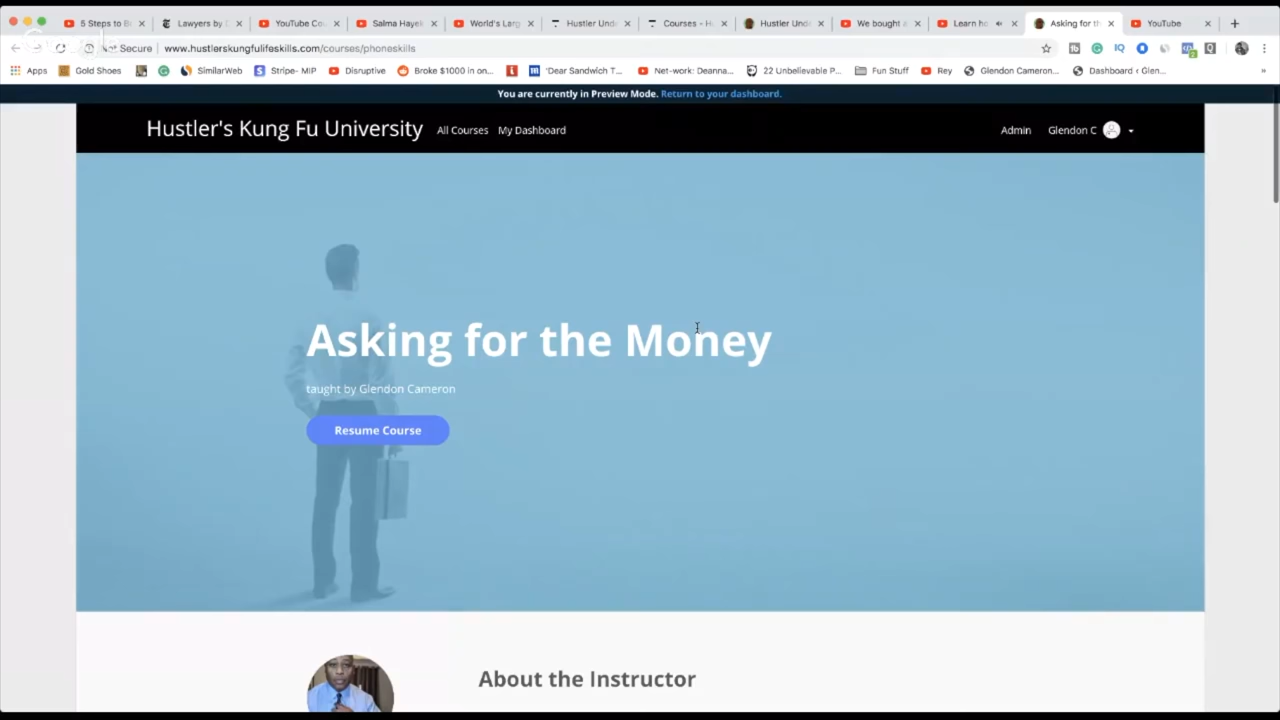 5 Steps to B
Lawyers by D
YouTube Co
Salma Hayek
World's Larg
Hustler Und
Courses - H
Hustler Und
We bought a
Learn h
Asking for th
YouTube
Not Secure
www.hustlerskungfulifeskills.com/courses/phoneskills
Apps
Gold Shoes
SimilarWeb
Stripe- MIP
Disruptive
Broke $1000 in on...
'Dear Sandwich T...
Net-work: Deanna...
22 Unbelievable P...
Fun Stuff
Rey
Glendon Cameron...
Dashboard ‹ Glen...
»
You are currently in Preview Mode. Return to your dashboard.
Hustler's Kung Fu University
All Courses
My Dashboard
Admin
Glendon C
Asking for the Money
taught by Glendon Cameron
Resume Course
About the Instructor